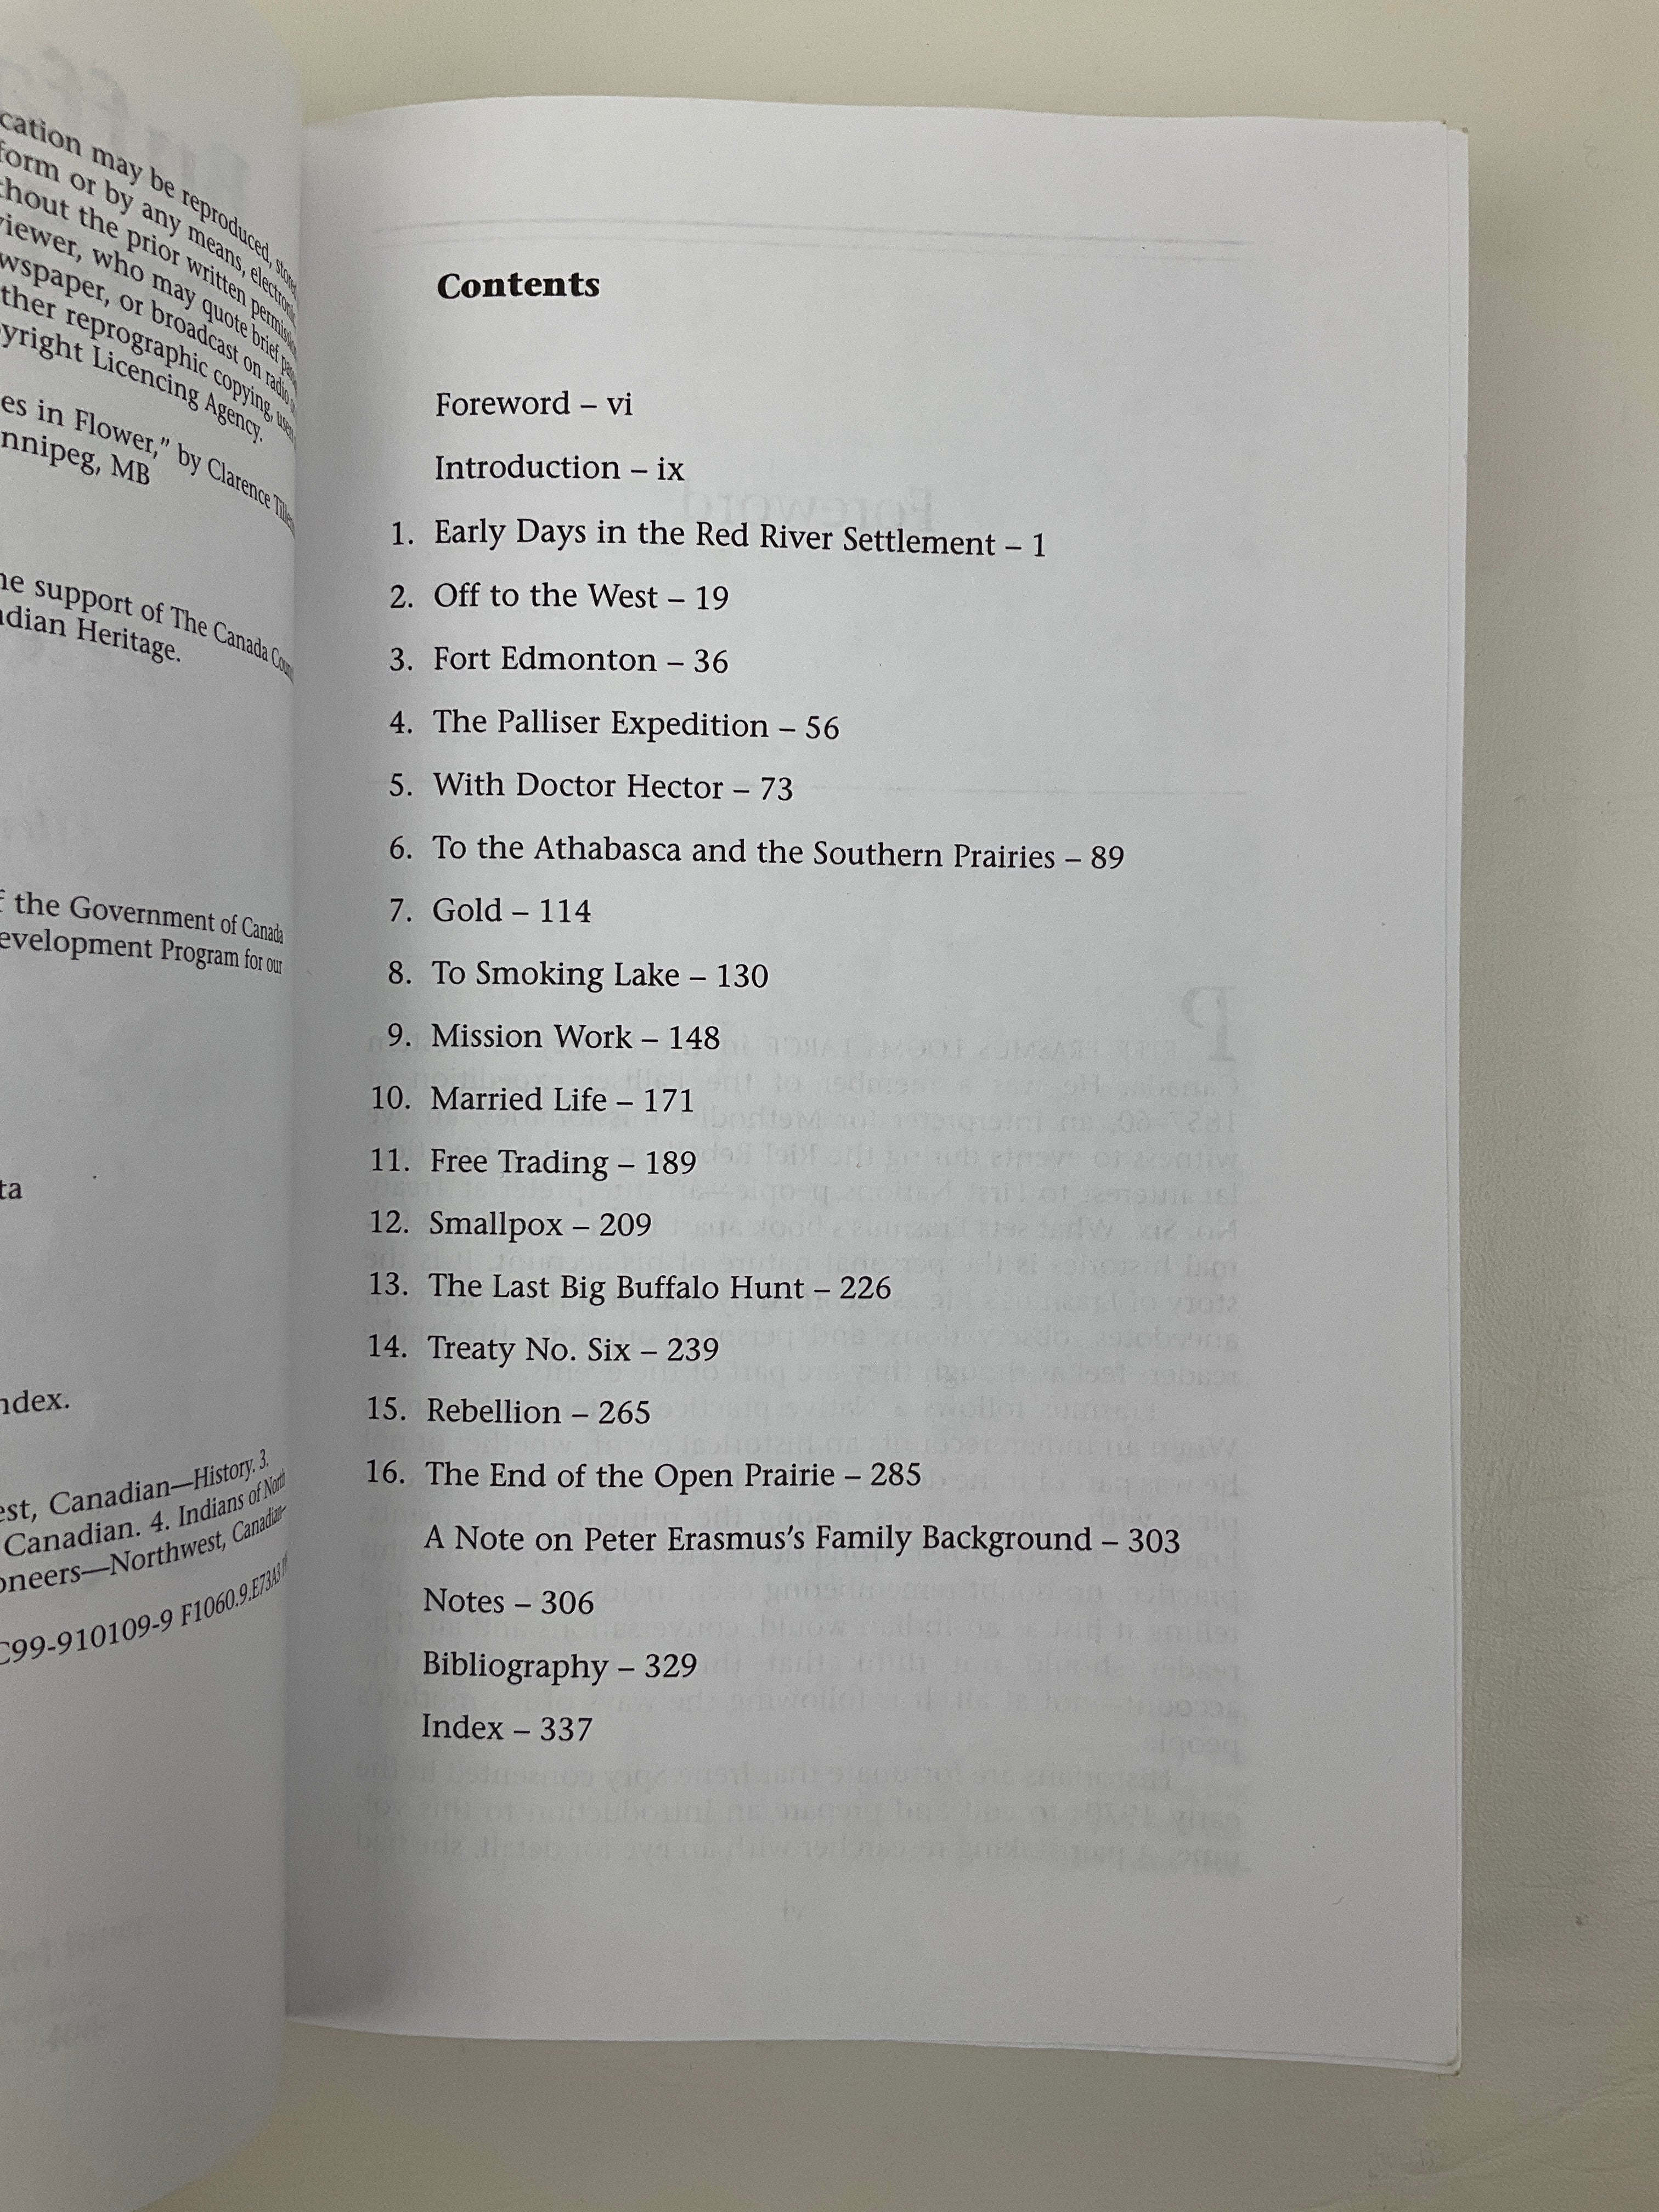 cation may be reproduced, stored
form or by any means, electronic,
thout the prior written permission
viewer, who may quote brief
wspaper, or broadcast on radio
ther reprographic copying,
yright Licencing Agency.
es in Flower,” by Clarence
nnipeg, MB
he support of The Canada
dian Heritage.
f the Government of Canada
evelopment Program for our
ta
ndex.
est, Canadian—History. 3.
Canadian. 4. Indians of North
oneers—Northwest, Canadian—
C99-910109-9 F1060.9.E73A3
Contents
Foreword – vi
Introduction – ix
1. Early Days in the Red River Settlement – 1
2. Off to the West – 19
3. Fort Edmonton – 36
4. The Palliser Expedition – 56
5. With Doctor Hector – 73
6. To the Athabasca and the Southern Prairies – 89
7. Gold – 114
8. To Smoking Lake – 130
9. Mission Work – 148
10. Married Life – 171
11. Free Trading – 189
12. Smallpox – 209
13. The Last Big Buffalo Hunt – 226
14. Treaty No. Six – 239
15. Rebellion – 265
16. The End of the Open Prairie – 285
A Note on Peter Erasmus’s Family Background – 303
Notes – 306
Bibliography – 329
Index – 337